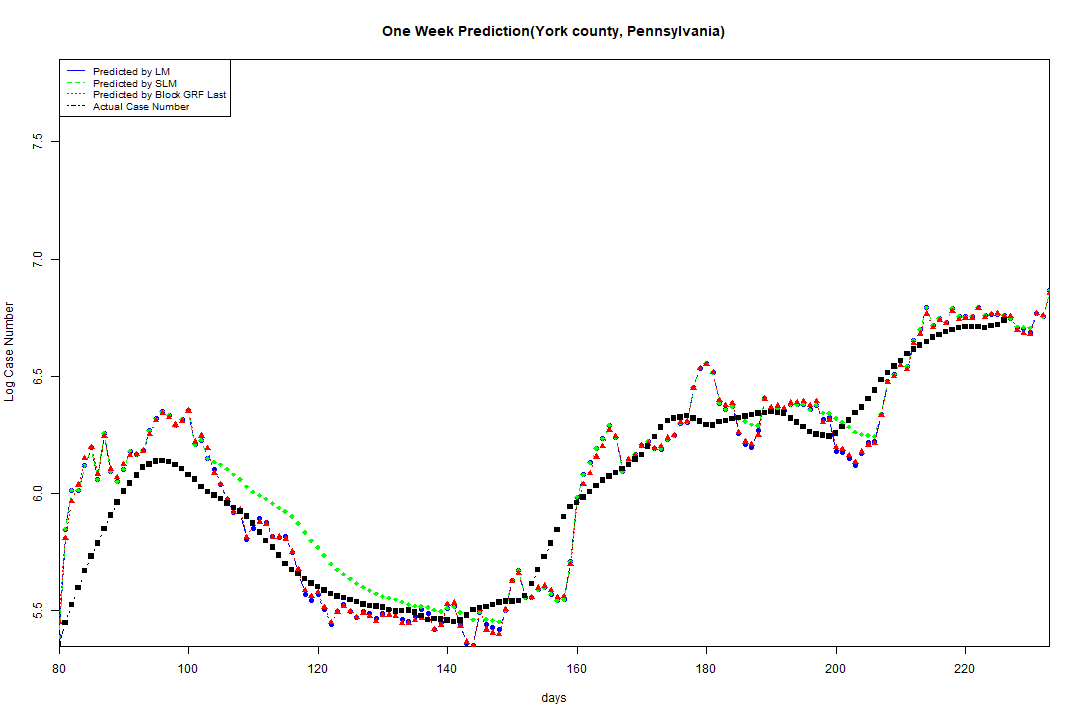 One Week Prediction(York county, Pennsylvania)
Predicted by LM
Predicted by SLM
Predicted by Block GRF Last
Actual Case Number
Log Case Number
7.5
7.0
6.5
6.0
5.5
80 100 120 140 160 180 200 220
days